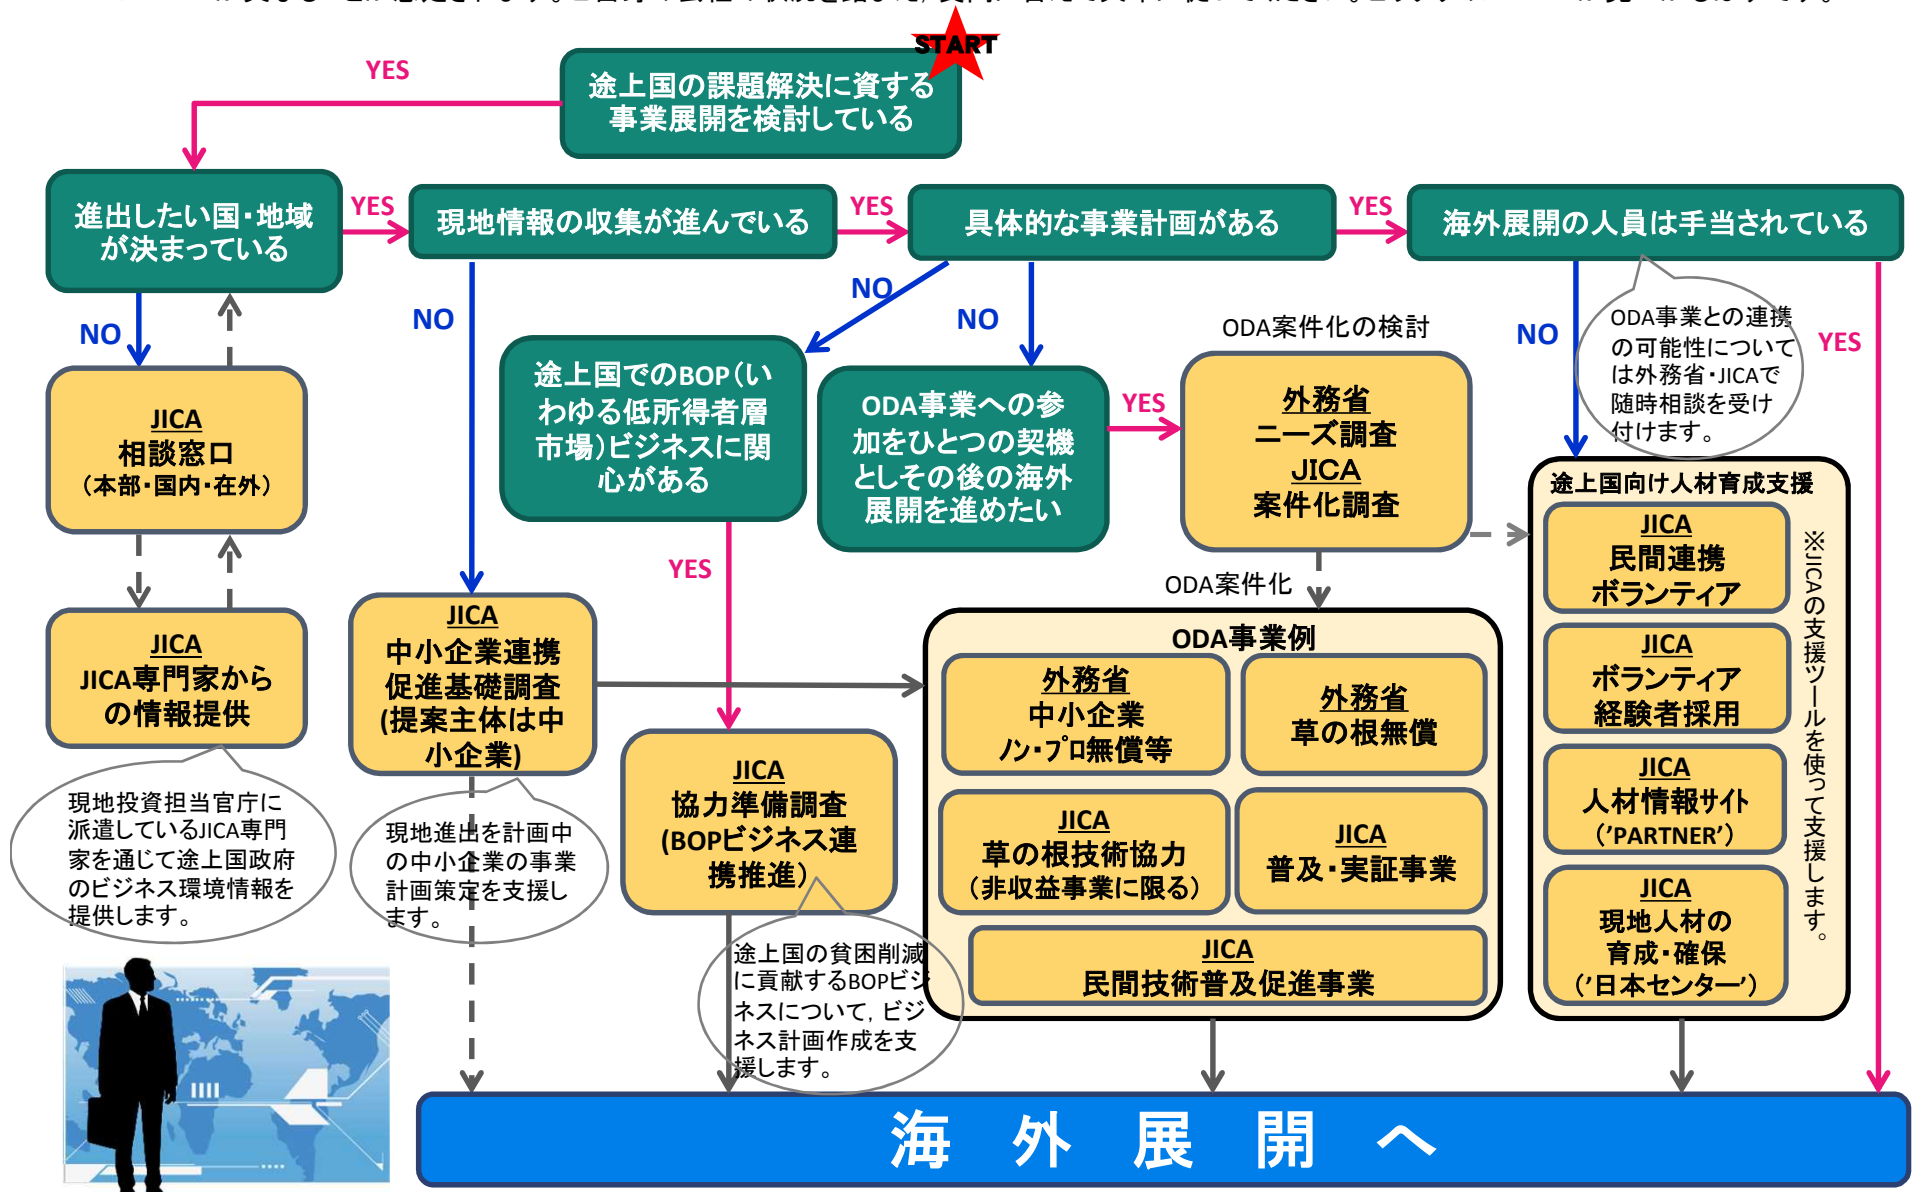 START
YES
途上国の課題解決に資する
事業展開を検討している
進出したい国・地域
が決まっている
YES
現地情報の収集が進んでいる
YES
具体的な事業計画がある
YES
海外展開の人員は手当されている
NO
NO
NO
NO
NO
YES
ODA事業との連携
の可能性について
は外務省・JICAで
随時相談を受け
付けます。
JICA
相談窓口
（本部・国内・在外）
途上国でのBOP（い
わゆる低所得者層
市場）ビジネスに関
心がある
ODA事業への参
加をひとつの契機
としその後の海外
展開を進めたい
YES
ODA案件化の検討
外務省
ニーズ調査
JICA
案件化調査
YES
ODA案件化
JICA
JICA専門家から
の情報提供
現地投資担当官庁に
派遣しているJICA専門
家を通じて途上国政府
のビジネス環境情報を
提供します。
JICA
中小企業連携
促進基礎調査
(提案主体は中
小企業)
現地進出を計画中
の中小企業の事業
計画策定を支援し
ます。
JICA
協力準備調査
(BOPビジネス連
携推進）
途上国の貧困削減
に貢献するBOPビジ
ネスについて，ビジ
ネス計画作成を支
援します。
ODA事業例
外務省
中小企業
ノン・プロ無償等
外務省
草の根無償
JICA
草の根技術協力
（非収益事業に限る）
JICA
普及・実証事業
JICA
民間技術普及促進事業
途上国向け人材育成支援
JICA
民間連携
ボランティア
JICA
ボランティア
経験者採用
JICA
人材情報サイト
（’PARTNER’）
JICA
現地人材の
育成・確保
（’日本センター’）
※JICAの支援ツールを使って支援します。
海外展開へ